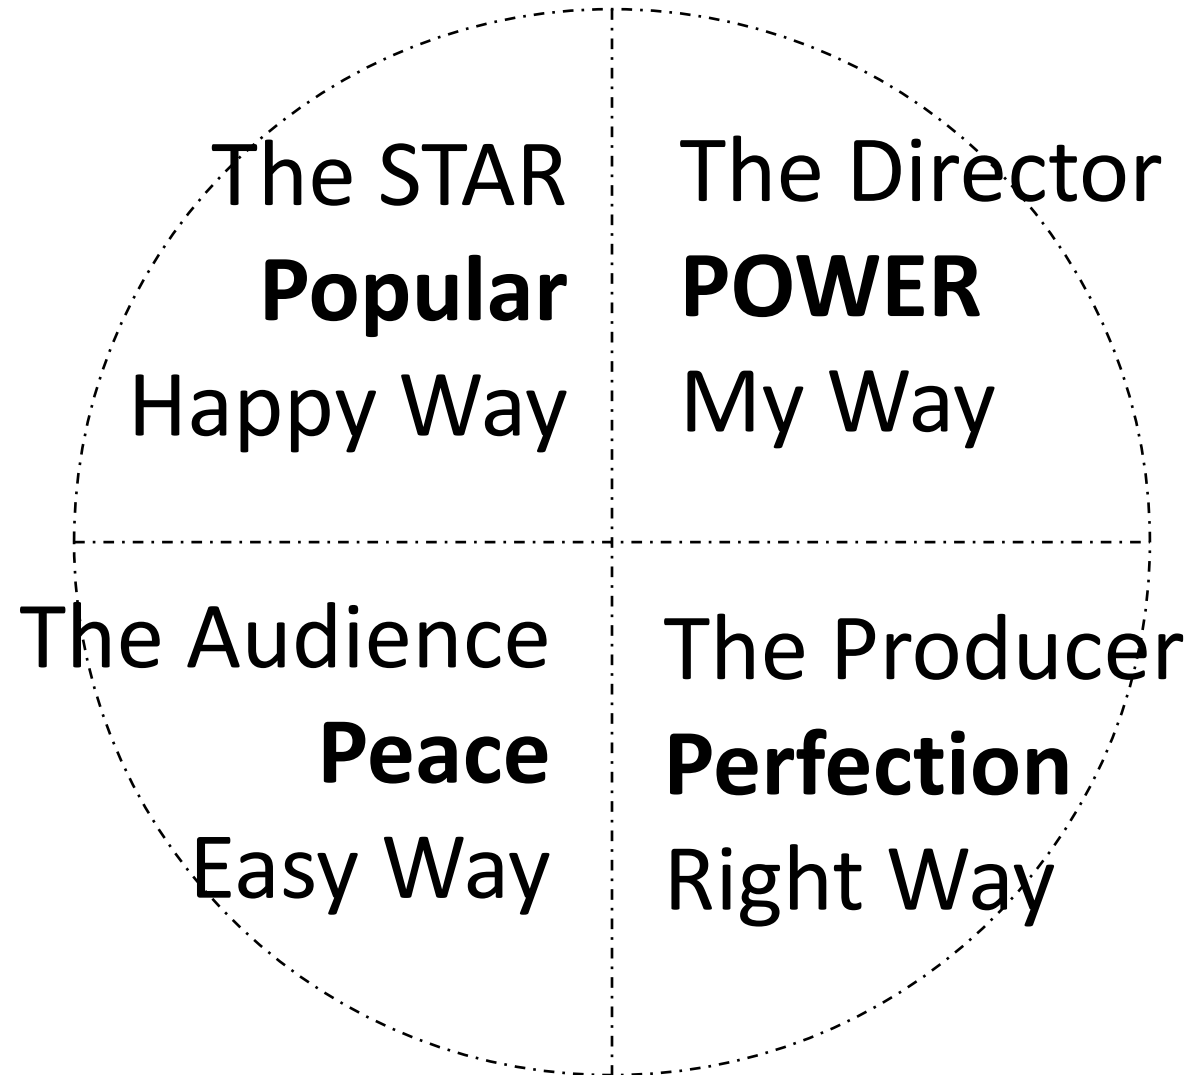 The STAR
Popular
Happy Way
The Director
POWER
My Way
The Audience
Peace
Easy Way
The Producer
Perfection
Right Way